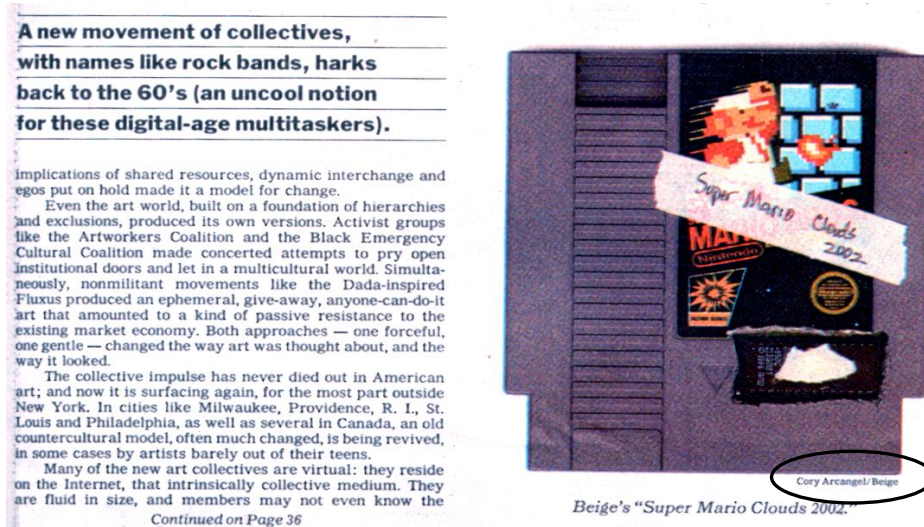 A new movement of collectives,
with names like rock bands, harks
back to the 60's (an uncool notion
for these digital-age multitaskers).
implications of shared resources, dynamic interchange and
egos put on hold made it a model for change.
Even the art world, built on a foundation of hierarchies
and exclusions, produced its own versions. Activist groups
like the Artworkers Coalition and the Black Emergency
Cultural Coalition made concerted attempts to pry open
institutional doors and let in a multicultural world. Simulta-
neously, nonmilitant movements like the Dada-inspired
Fluxus produced an ephemeral, give-away, anyone-can-do-it
art that amounted to a kind of passive resistance to the
existing market economy. Both approaches — one forceful,
one gentle — changed the way art was thought about, and the
way it looked.
The collective impulse has never died out in American
art; and now it is surfacing again, for the most part outside
New York. In cities like Milwaukee, Providence, R. I., St.
Louis and Philadelphia, as well as several in Canada, an old
countercultural model, often much changed, is being revived,
in some cases by artists barely out of their teens.
Many of the new art collectives are virtual: they reside
on the Internet, that intrinsically collective medium. They
are fluid in size, and members may not even know the
Continued on Page 36
Super Mario Clouds
2002
MARIO
Nintendo
Cory Arcangel/Beige
Beige's "Super Mario Clouds 2002."